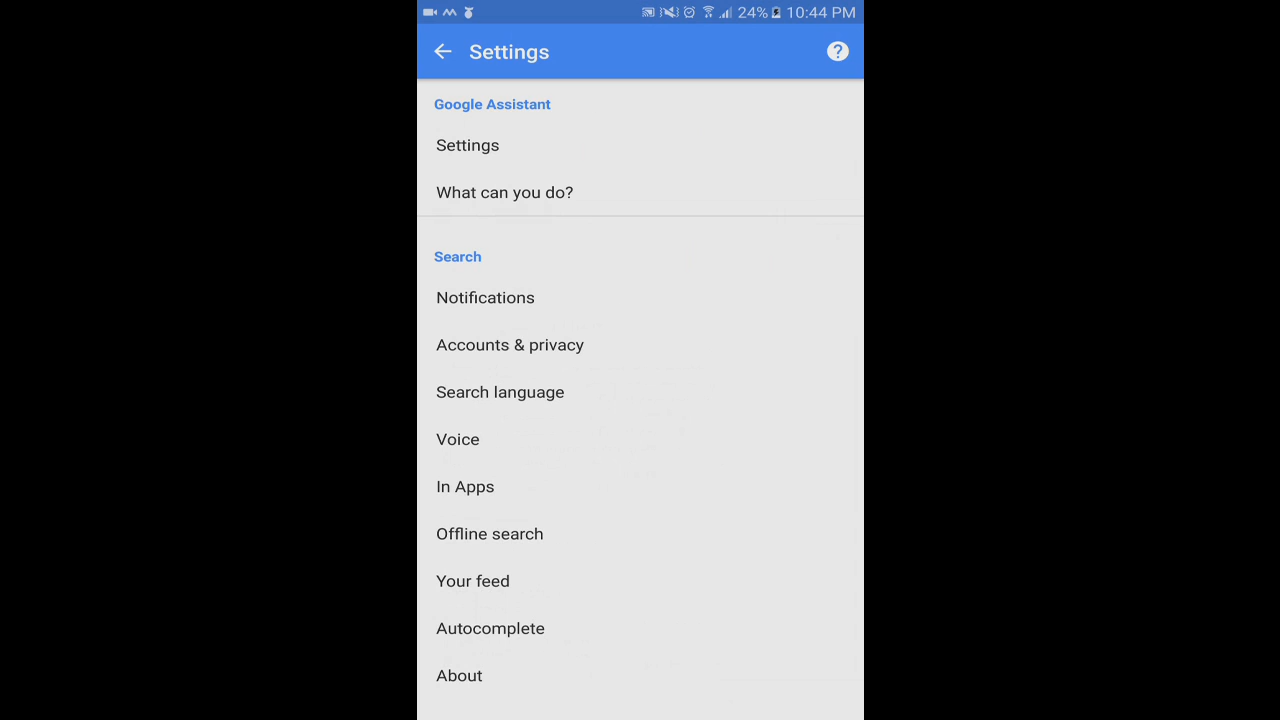 24% 10:44 PM
Settings
Google Assistant
Settings
What can you do?
Search
Notifications
Accounts & privacy
Search language
Voice
In Apps
Offline search
Your feed
Autocomplete
About